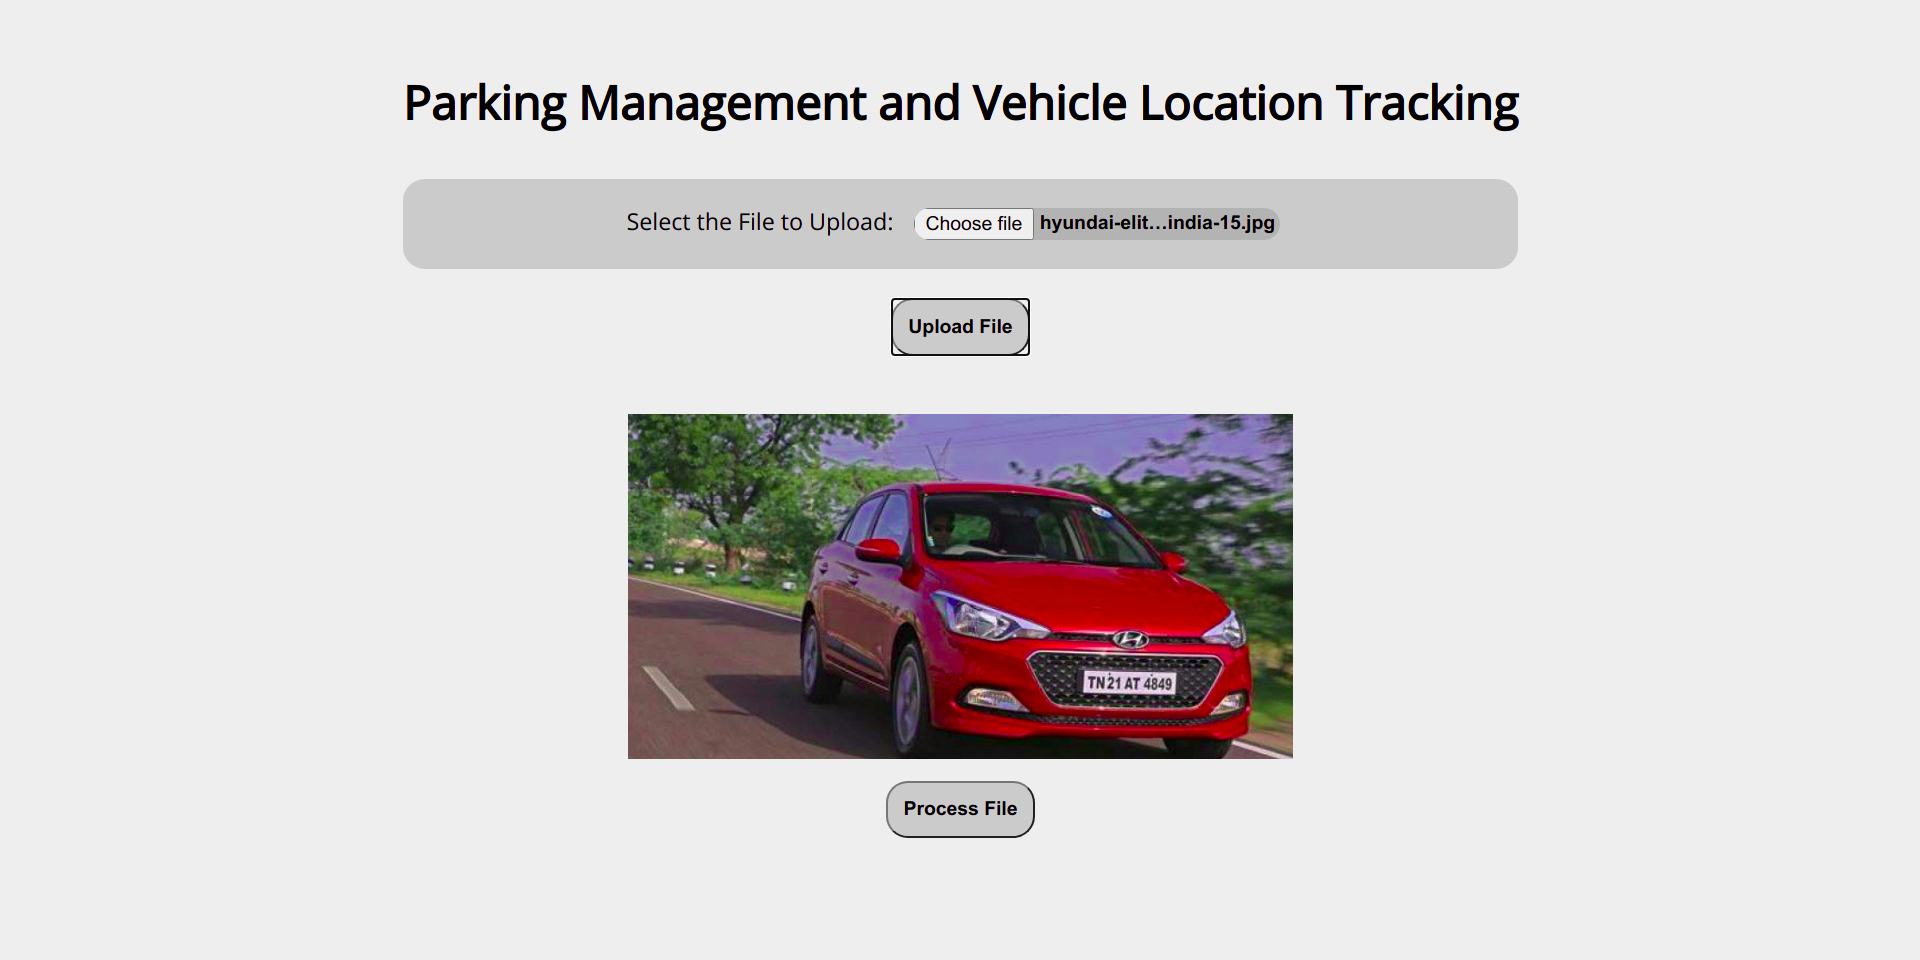 Parking Management and Vehicle Location Tracking
Select the File to Upload: Choose file hyundai-elit...india-15.jpg
Upload File
TN 21 AT 4849
Process File